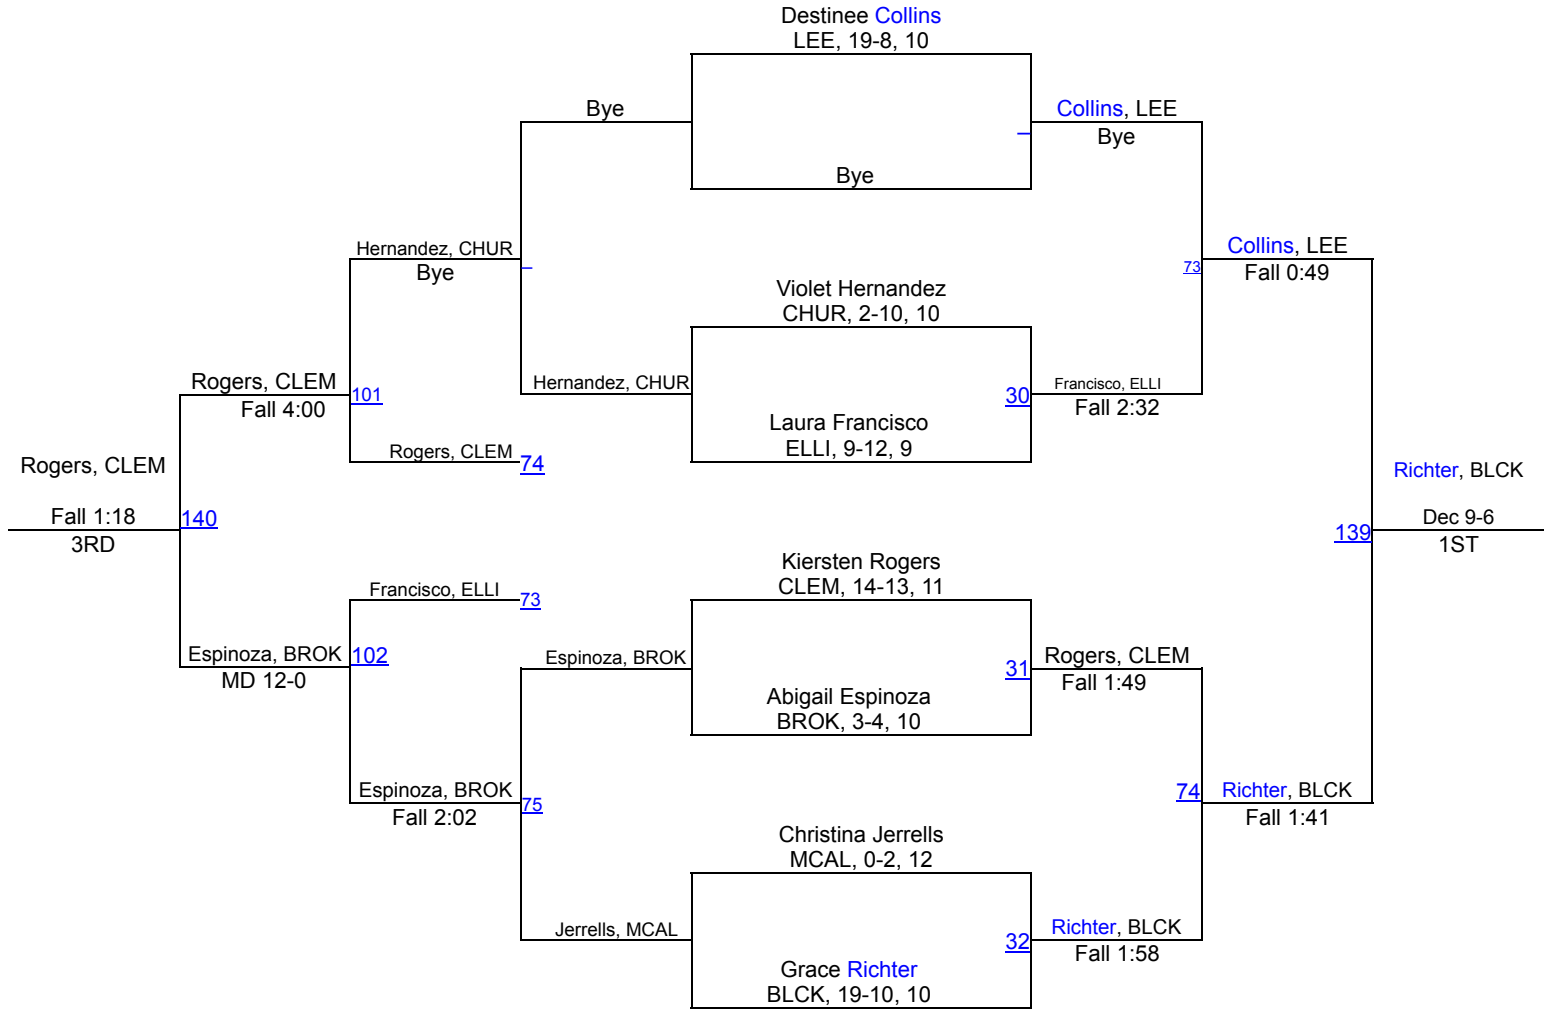 Destinee Collins
LEE, 19-8, 10
Bye
Collins, LEE
Bye
Bye
Hernandez, CHUR
Bye
Collins, LEE
73
Fall 0:49
Violet Hernandez
CHUR, 2-10, 10
Rogers, CLEM
101
Fall 4:00
Hernandez, CHUR
30
Francisco, ELLI
Fall 2:32
Laura Francisco
ELLI, 9-12, 9
Rogers, CLEM
74
Rogers, CLEM
Richter, BLCK
Fall 1:18
140
3RD
139
Dec 9-6
1ST
Kiersten Rogers
CLEM, 14-13, 11
Francisco, ELLI
73
Espinoza, BROK
102
MD 12-0
Espinoza, BROK
31
Rogers, CLEM
Fall 1:49
Abigail Espinoza
BROK, 3-4, 10
Espinoza, BROK
75
Fall 2:02
74
Richter, BLCK
Fall 1:41
Christina Jerrells
MCAL, 0-2, 12
Jerrells, MCAL
32
Richter, BLCK
Fall 1:58
Grace Richter
BLCK, 19-10, 10